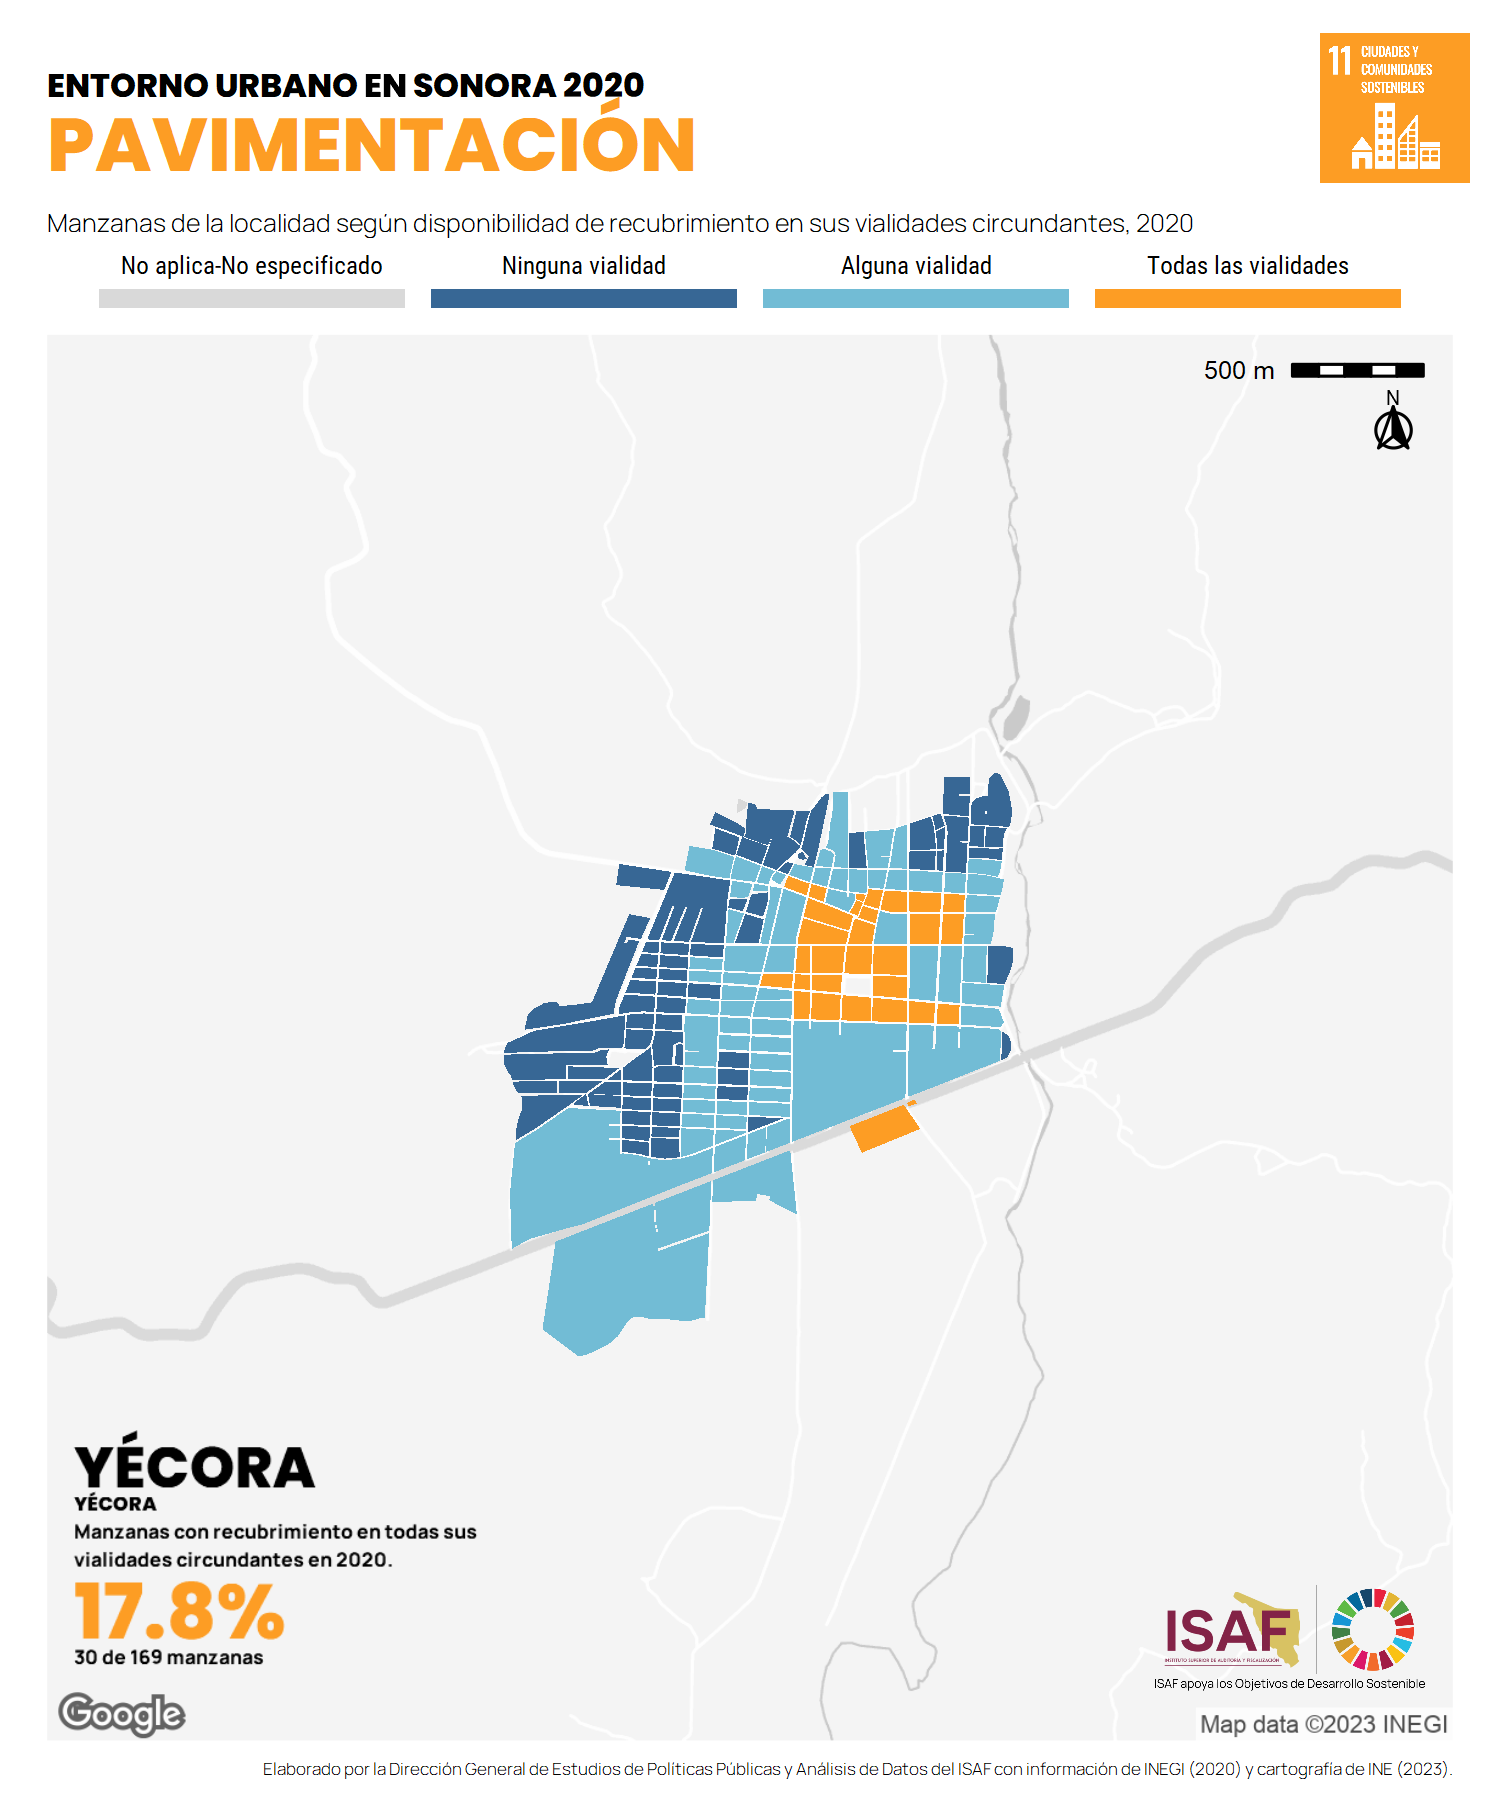 ENTORNO URBANO EN SONORA 2020
PAVIMENTACIÓN
11 CIUDADES Y
COMUNIDADES
SOSTENIBLES
Manzanas de la localidad según disponibilidad de recubrimiento en sus vialidades circundantes, 2020
No aplica-No especificado
Ninguna vialidad
Alguna vialidad
Todas las vialidades
500 m
N
YÉCORA
YÉCORA
Manzanas con recubrimiento en todas sus
vialidades circundantes en 2020.
17.8%
30 de 169 manzanas
Google
ISAF
INSTITUTO SUPERIOR DE AUDITORÍA Y FISCALIZACIÓN
ISAF apoya los Objetivos de Desarrollo Sostenible
Map data ©2023 INEGI
Elaborado por la Dirección General de Estudios de Políticas Públicas y Análisis de Datos del ISAF con información de INEGI (2020) y cartografía de INE (2023).